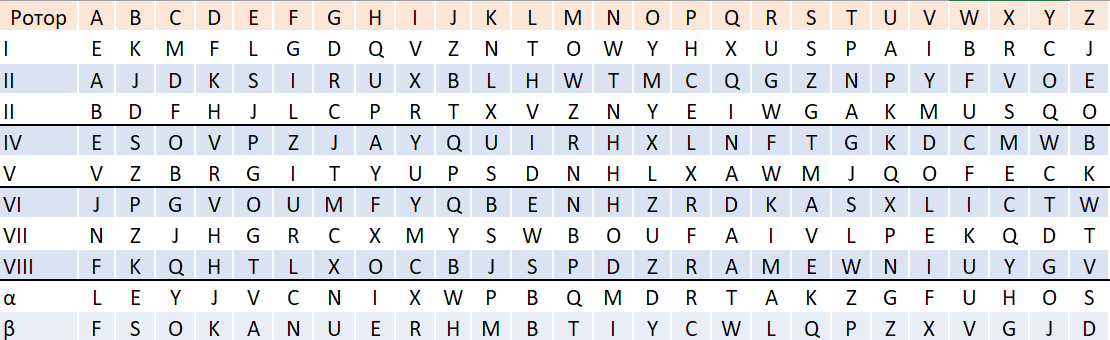 Ротор A B C D E F G H I J K L M N O P Q R S T U V W X Y Z
I E K M F L G D Q V Z N T O W Y H X U S P A I B R C J
II A J D K S I R U X B L H W T M C Q G Z N P Y F V O E
II B D F H J L C P R T X V Z N Y E I W G A K M U S Q O
IV E S O V P Z J A Y Q U I R H X L N F T G K D C M W B
V V Z B R G I T Y U P S D N H L X A W M J Q O F E C K
VI J P G V O U M F Y Q B E N H Z R D K A S X L I C T W
VII N Z J H G R C X M Y S W B O U F A I V L P E K Q D T
VIII F K Q H T L X O C B J S P D Z R A M E W N I U Y G V
α L E Y J V C N I X W P B Q M D R T A K Z G F U H O S
β F S O K A N U E R H M B T I Y C W L Q P Z X V G J D